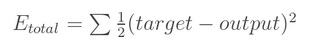 $E_{total} = \sum \frac{1}{2}(target - output)^2$